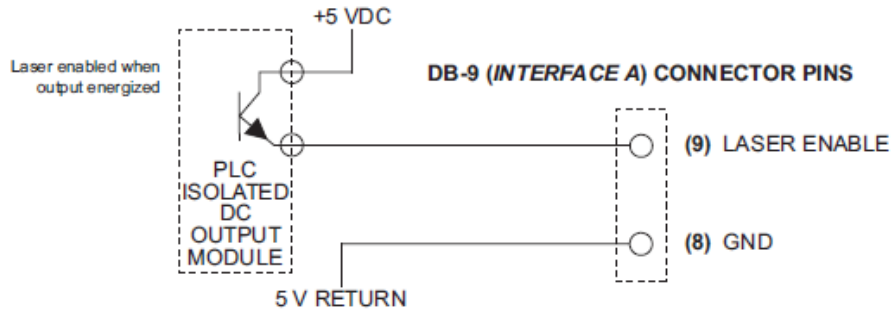 +5 VDC
Laser enabled when
output energized
DB-9 (INTERFACE A) CONNECTOR PINS
(9) LASER ENABLE
PLC
ISOLATED
DC
OUTPUT
MODULE
(8) GND
5 V RETURN